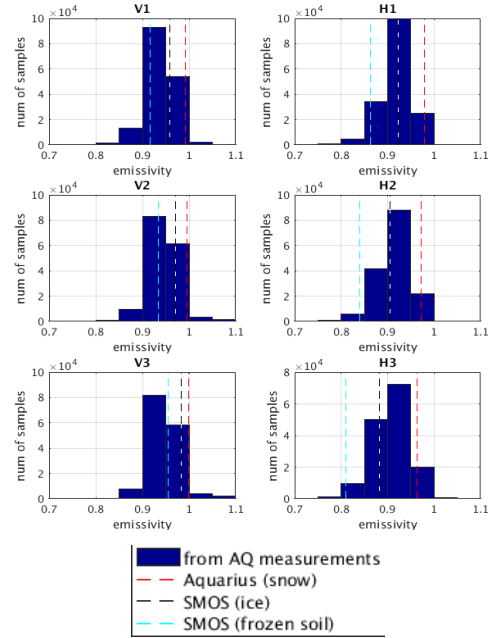 V1
×10⁴
10
8
6
4
2
0
num of samples
0.7 0.8 0.9 1 1.1
emissivity
H1
×10⁴
10
8
6
4
2
0
num of samples
0.7 0.8 0.9 1 1.1
emissivity
V2
×10⁴
10
8
6
4
2
0
num of samples
0.7 0.8 0.9 1 1.1
emissivity
H2
×10⁴
10
8
6
4
2
0
num of samples
0.7 0.8 0.9 1 1.1
emissivity
V3
×10⁴
10
8
6
4
2
0
num of samples
0.7 0.8 0.9 1 1.1
emissivity
H3
×10⁴
8
6
4
2
0
num of samples
0.7 0.8 0.9 1 1.1
emissivity
from AQ measurements
Aquarius (snow)
SMOS (ice)
SMOS (frozen soil)